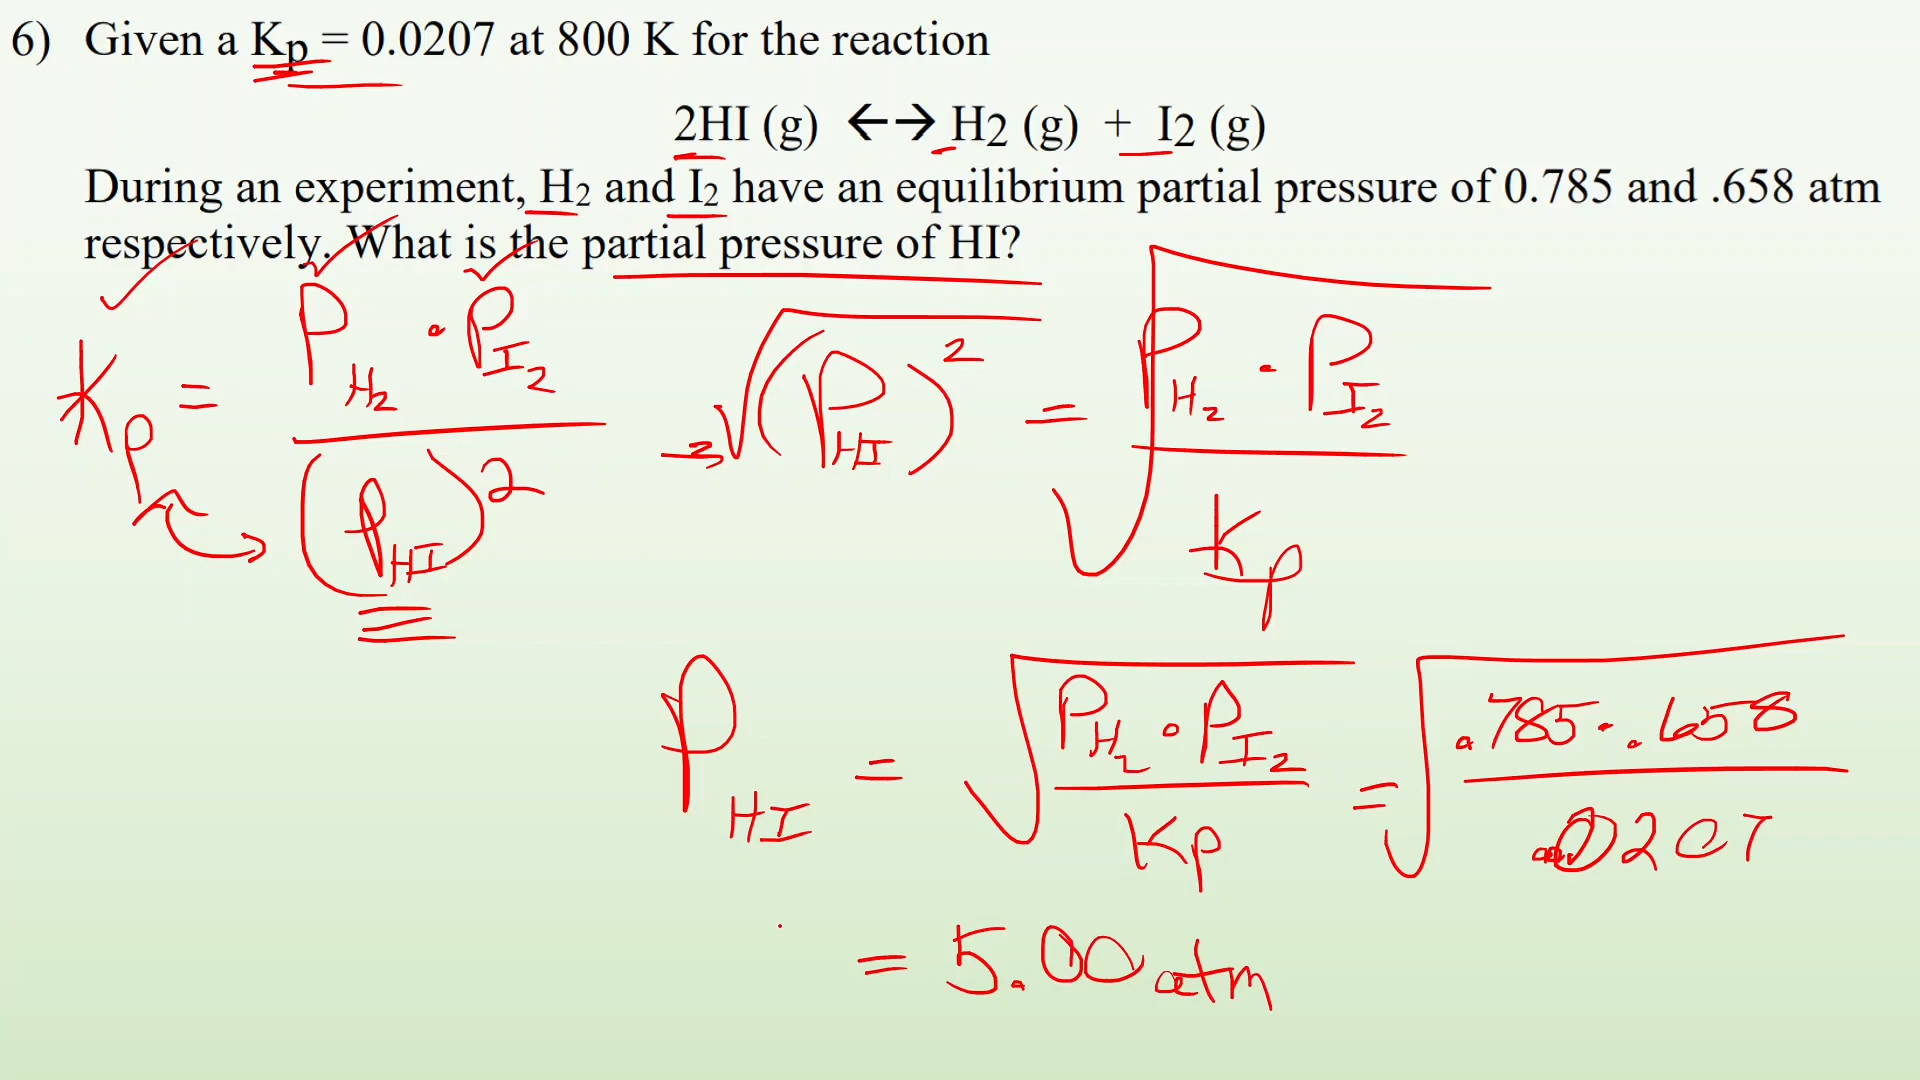 6) Given a Kp = 0.0207 at 800 K for the reaction
2HI (g) ←→ H2 (g) + I2 (g)
During an experiment, H2 and I2 have an equilibrium partial pressure of 0.785 and .658 atm
respectively. What is the partial pressure of HI?
Kp = P_H2 · P_I2 / (P_HI)^2
2√(P_HI)^2 = √(P_H2 · P_I2 / Kp)
P_HI = √(P_H2 · P_I2 / Kp) = √(.785 · .658 / .0207)
= 5.00 atm